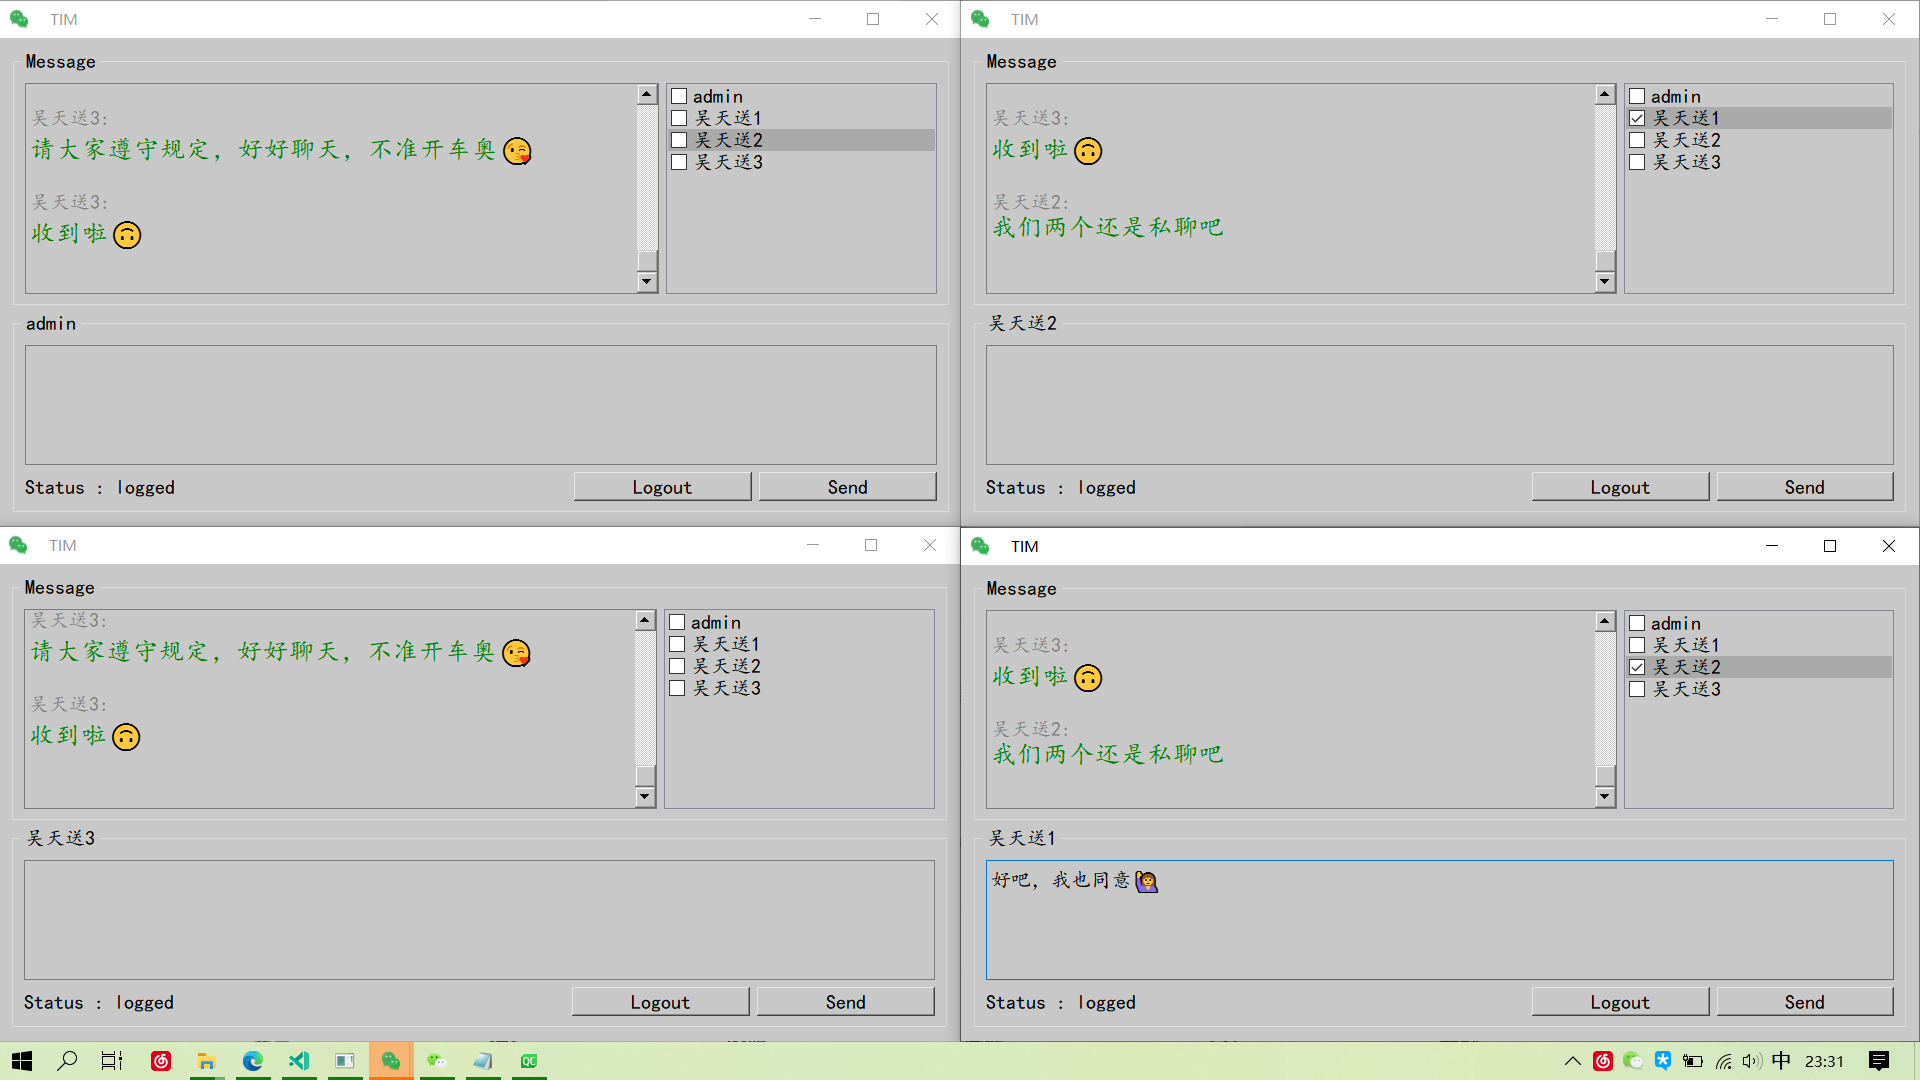 TIM
Message
吴天送3:
请大家遵守规定，好好聊天，不准开车奥😘
吴天送3:
收到啦🙃
admin
吴天送1
吴天送2
吴天送3
admin
Status : logged
Logout
Send
TIM
Message
吴天送3:
收到啦🙃
吴天送2:
我们两个还是私聊吧
admin
吴天送1
吴天送2
吴天送3
吴天送2
Status : logged
Logout
Send
TIM
Message
吴天送3:
请大家遵守规定，好好聊天，不准开车奥😘
吴天送3:
收到啦🙃
admin
吴天送1
吴天送2
吴天送3
吴天送3
Status : logged
Logout
Send
TIM
Message
吴天送3:
收到啦🙃
吴天送2:
我们两个还是私聊吧
admin
吴天送1
吴天送2
吴天送3
吴天送1
好吧，我也同意🙋‍♀️
Status : logged
Logout
Send
QC
中
23:31